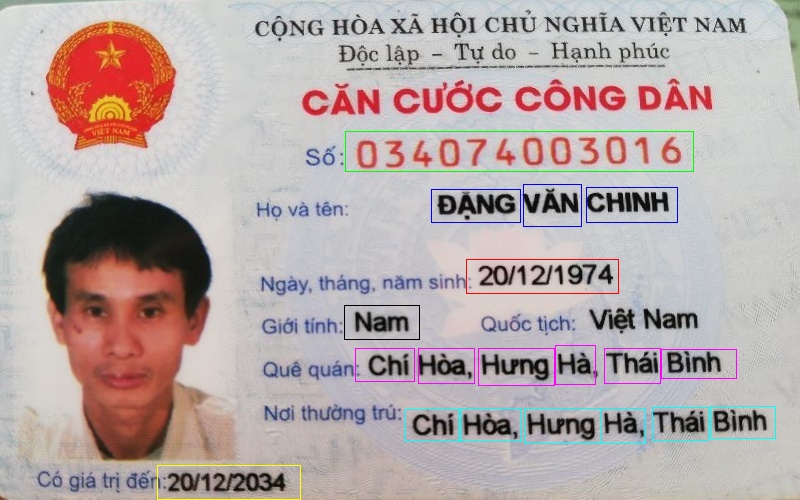 CỘNG HÒA XÃ HỘI CHỦ NGHĨA VIỆT NAM
Độc lập – Tự do – Hạnh phúc
CĂN CƯỚC CÔNG DÂN
Số: 034074003016
Họ và tên: ĐẶNG VĂN CHINH
Ngày, tháng, năm sinh: 20/12/1974
Giới tính: Nam Quốc tịch: Việt Nam
Quê quán: Chí Hòa, Hưng Hà, Thái Bình
Nơi thường trú: Chí Hòa, Hưng Hà, Thái Bình
Có giá trị đến: 20/12/2034
VIỆT NAM